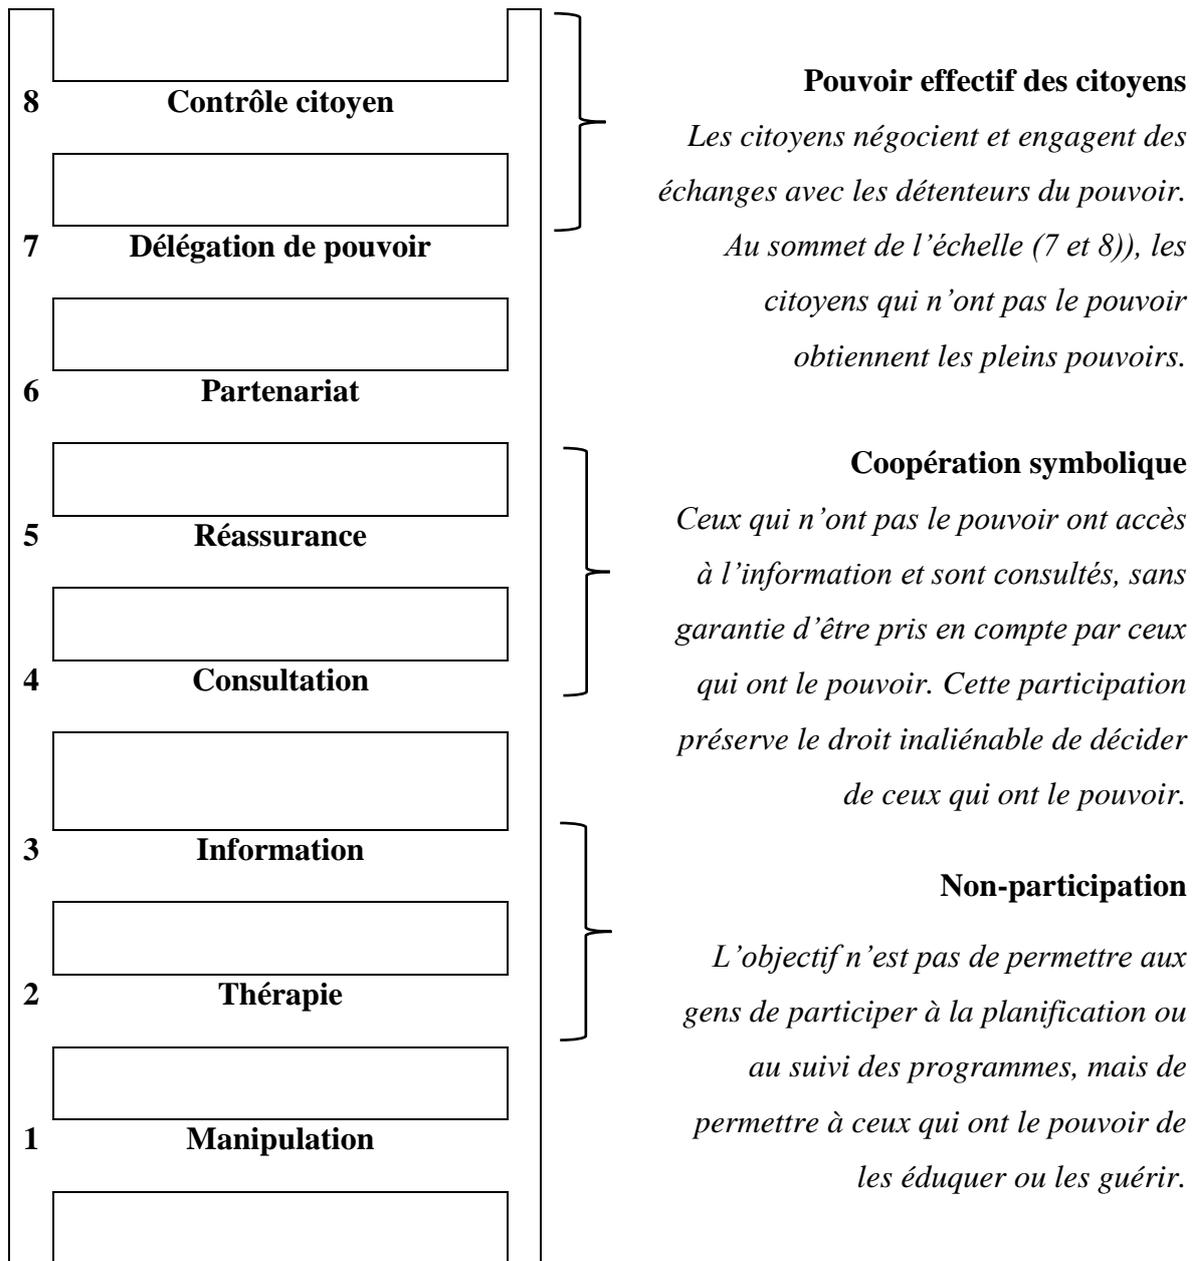 8 Contrôle citoyen
7 Délégation de pouvoir
6 Partenariat
5 Réassurance
4 Consultation
3 Information
2 Thérapie
1 Manipulation
Pouvoir effectif des citoyens
Les citoyens négocient et engagent des
échanges avec les détenteurs du pouvoir.
Au sommet de l’échelle (7 et 8)), les
citoyens qui n’ont pas le pouvoir
obtiennent les pleins pouvoirs.
Coopération symbolique
Ceux qui n’ont pas le pouvoir ont accès
à l’information et sont consultés, sans
garantie d’être pris en compte par ceux
qui ont le pouvoir. Cette participation
préserve le droit inaliénable de décider
de ceux qui ont le pouvoir.
Non-participation
L’objectif n’est pas de permettre aux
gens de participer à la planification ou
au suivi des programmes, mais de
permettre à ceux qui ont le pouvoir de
les éduquer ou les guérir.